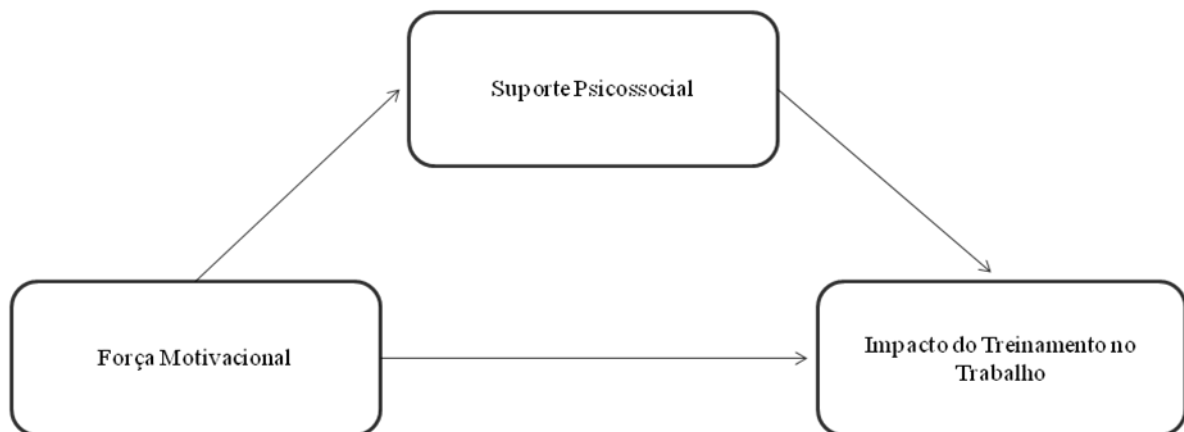 Suporte Psicossocial
Força Motivacional
Impacto do Treinamento no
Trabalho